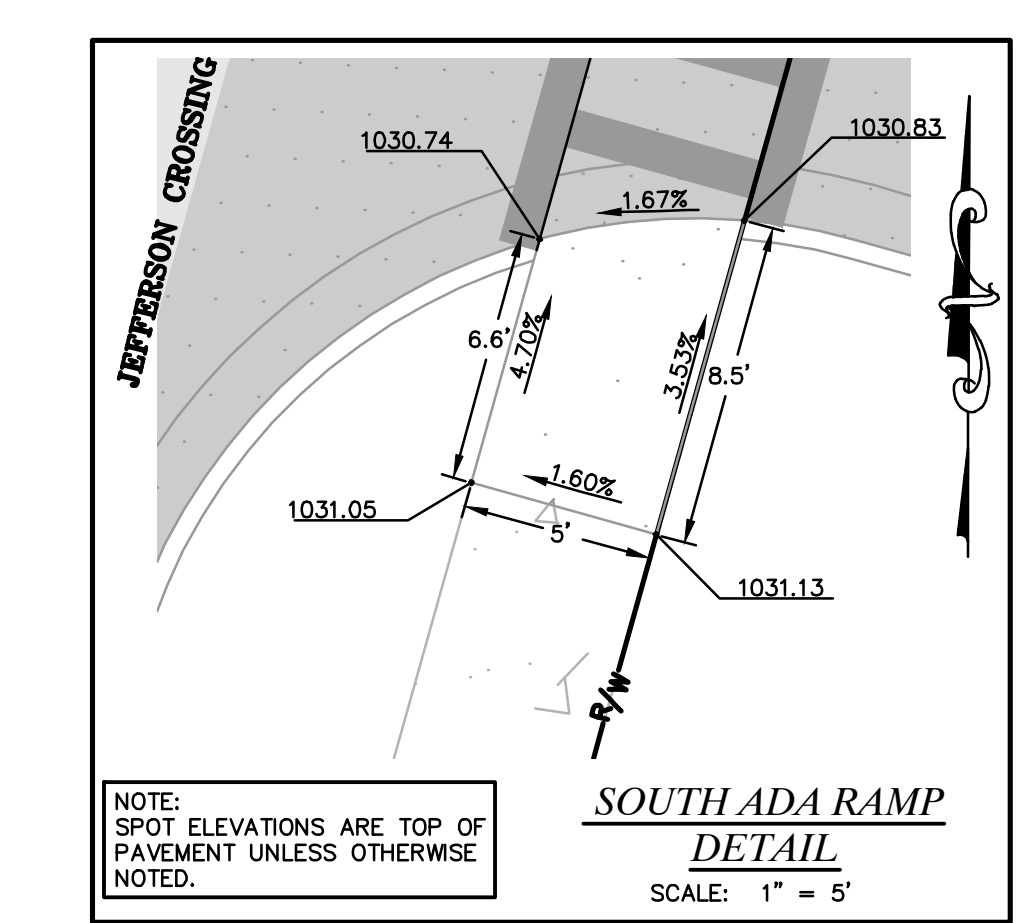 JEFFERSON CROSSING
1030.74
1030.83
1.67%
6.6'
4.70%
3.53%
8.5'
1.60%
5'
1031.05
1031.13
R/W
NOTE:
SPOT ELEVATIONS ARE TOP OF
PAVEMENT UNLESS OTHERWISE
NOTED.
SOUTH ADA RAMP
DETAIL
SCALE: 1" = 5'